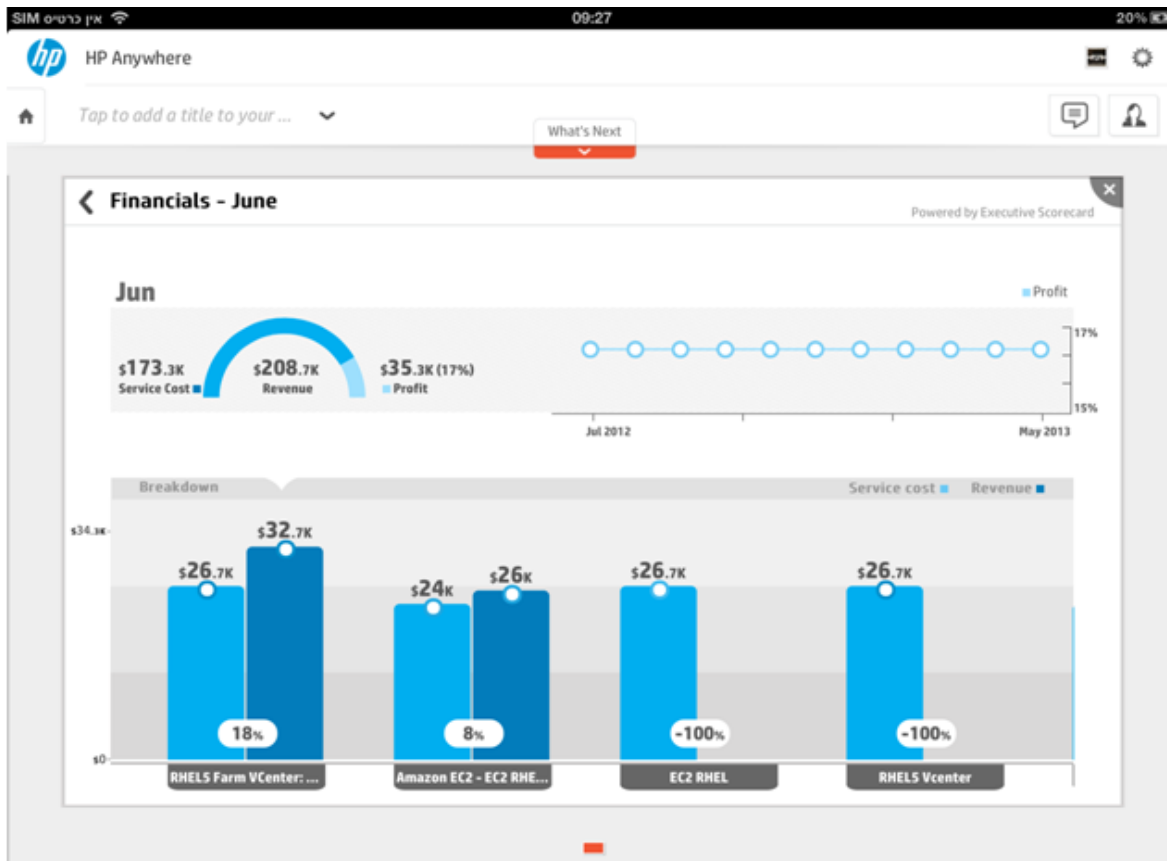 אין כרטיס SIM
09:27
20%
hp
HP Anywhere
Tap to add a title to your ...
What's Next
Financials - June
Powered by Executive Scorecard
Jun
Profit
$173.3K
Service Cost
$208.7K
Revenue
$35.3K (17%)
Profit
17%
15%
Jul 2012
May 2013
Breakdown
Service cost
Revenue
$34.3K
$26.7K
$32.7K
$24K
$26K
$26.7K
$26.7K
18%
8%
-100%
-100%
$0
RHEL5 Farm VCenter: ...
Amazon EC2 - EC2 RHE...
EC2 RHEL
RHEL5 Vcenter